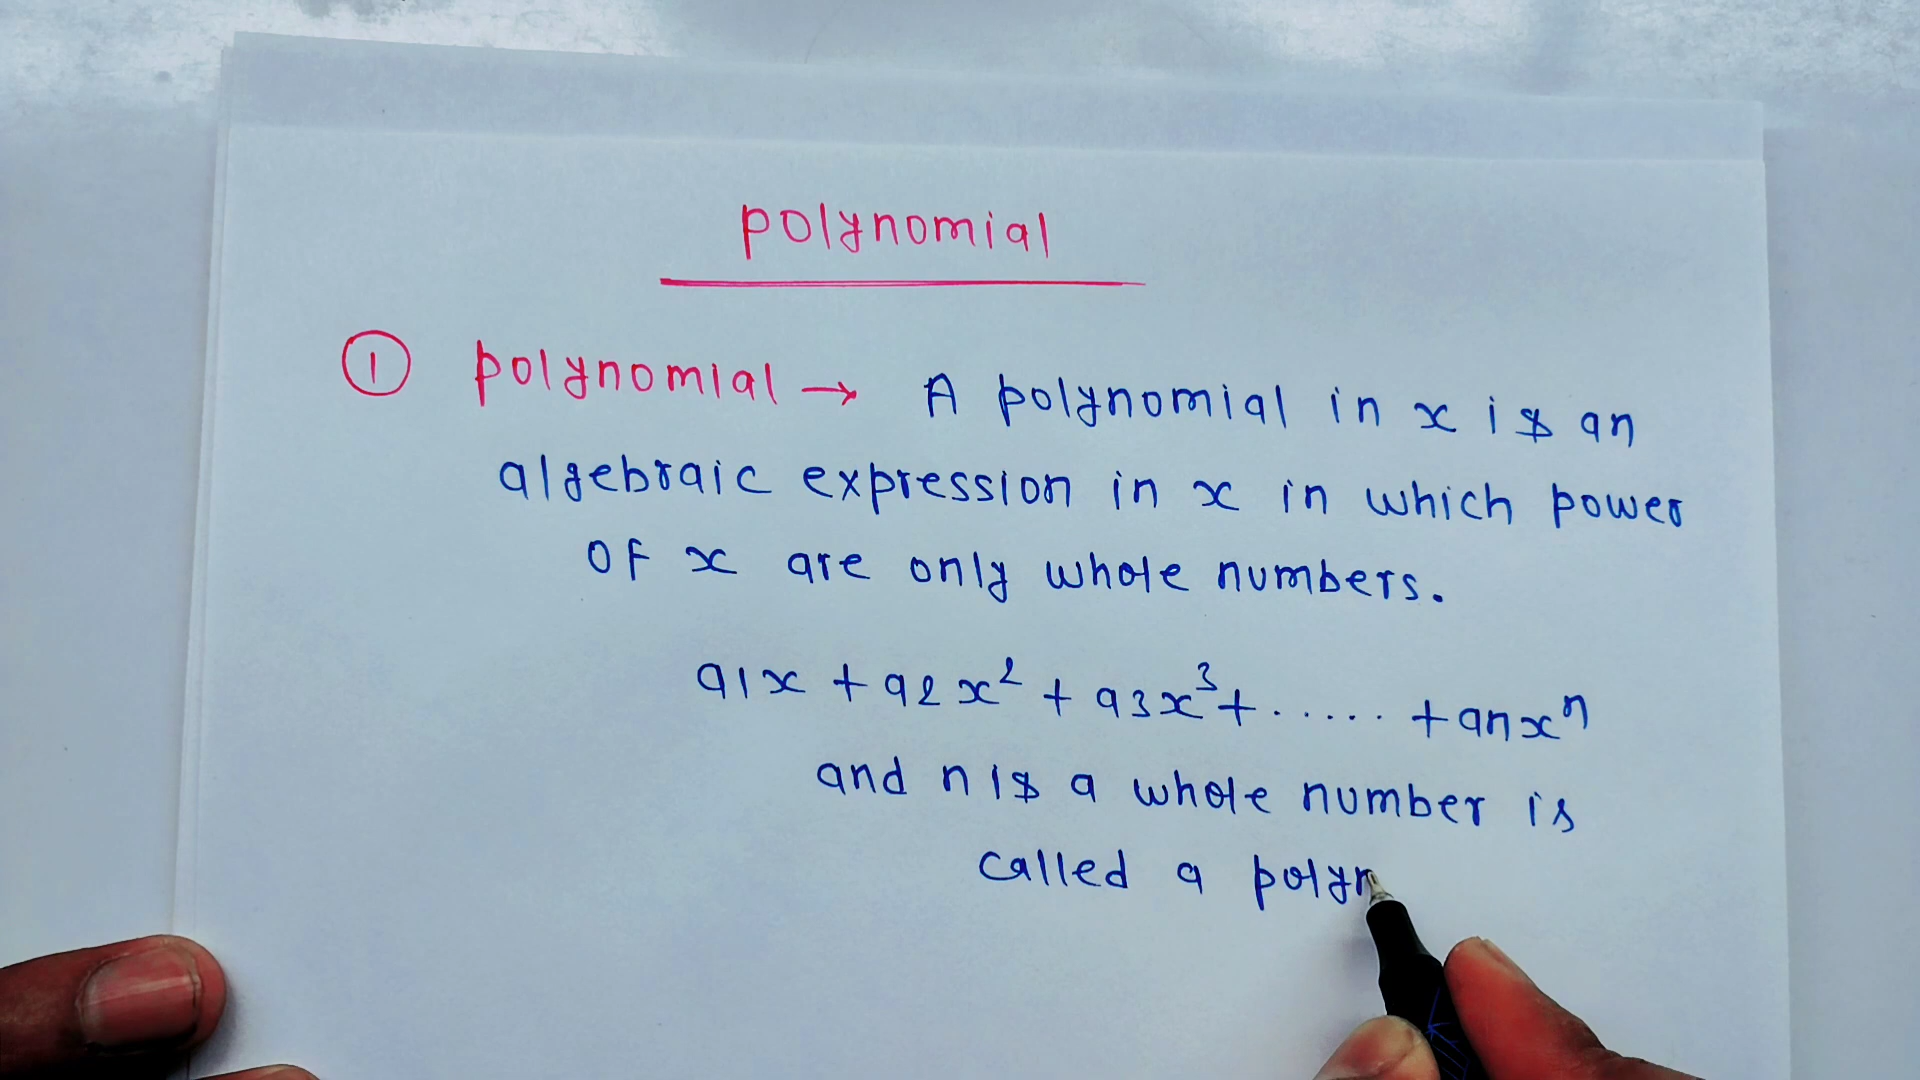 polynomial
① polynomial → A polynomial in x is an
algebraic expression in x in which power
of x are only whole numbers.
a1x + a2x² + a3x³ + ...... + anxⁿ
and n is a whole number is
called a polyn